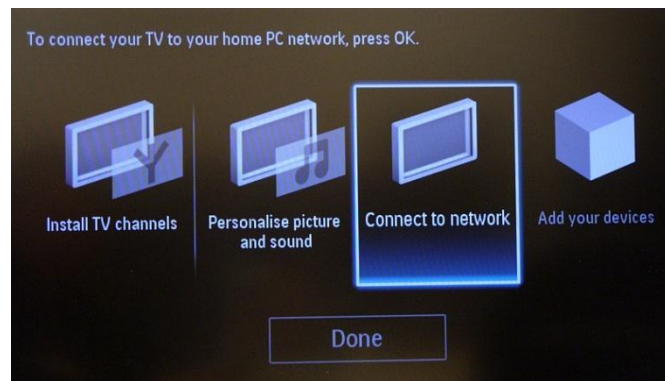 To connect your TV to your home PC network, press OK.
Install TV channels
Personalise picture
and sound
Connect to network
Add your devices
Done